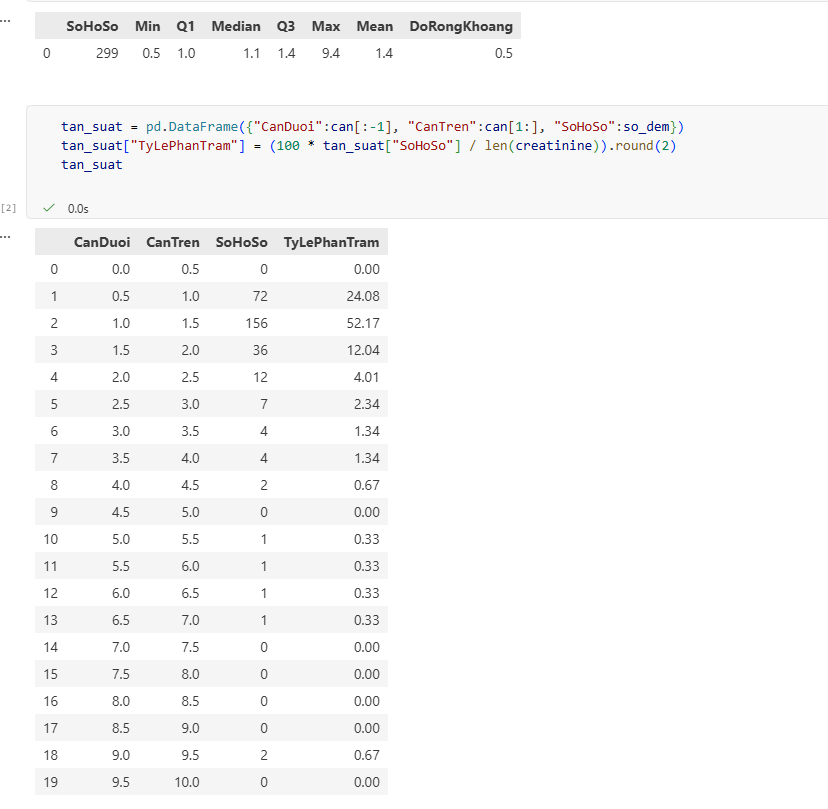 ...
SoHoSo Min Q1 Median Q3 Max Mean DoRongKhoang
0 299 0.5 1.0 1.1 1.4 9.4 1.4 0.5
tan_suat = pd.DataFrame({"CanDuoi":can[:-1], "CanTren":can[1:], "SoHoSo":so_dem})
tan_suat["TyLePhanTram"] = (100 * tan_suat["SoHoSo"] / len(creatinine)).round(2)
tan_suat
[2] ✓ 0.0s
...
CanDuoi CanTren SoHoSo TyLePhanTram
0 0.0 0.5 0 0.00
1 0.5 1.0 72 24.08
2 1.0 1.5 156 52.17
3 1.5 2.0 36 12.04
4 2.0 2.5 12 4.01
5 2.5 3.0 7 2.34
6 3.0 3.5 4 1.34
7 3.5 4.0 4 1.34
8 4.0 4.5 2 0.67
9 4.5 5.0 0 0.00
10 5.0 5.5 1 0.33
11 5.5 6.0 1 0.33
12 6.0 6.5 1 0.33
13 6.5 7.0 1 0.33
14 7.0 7.5 0 0.00
15 7.5 8.0 0 0.00
16 8.0 8.5 0 0.00
17 8.5 9.0 0 0.00
18 9.0 9.5 2 0.67
19 9.5 10.0 0 0.00